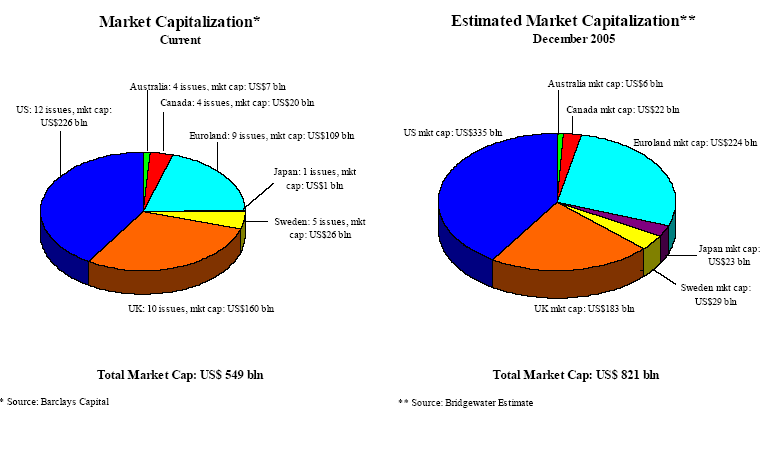 Market Capitalization*
Current
Australia: 4 issues, mkt cap: US$7 bln
Canada: 4 issues, mkt cap: US$20 bln
US: 12 issues, mkt cap:
US$226 bln
Euroland: 9 issues, mkt cap: US$109 bln
Japan: 1 issues, mkt
cap: US$1 bln
Sweden: 5 issues, mkt
cap: US$26 bln
UK: 10 issues, mkt cap: US$160 bln
Total Market Cap: US$ 549 bln
* Source: Barclays Capital
Estimated Market Capitalization**
December 2005
Australia mkt cap: US$6 bln
Canada mkt cap: US$22 bln
US mkt cap: US$335 bln
Euroland mkt cap: US$224 bln
Japan mkt cap:
US$23 bln
Sweden mkt cap:
US$29 bln
UK mkt cap: US$183 bln
Total Market Cap: US$ 821 bln
** Source: Bridgewater Estimate